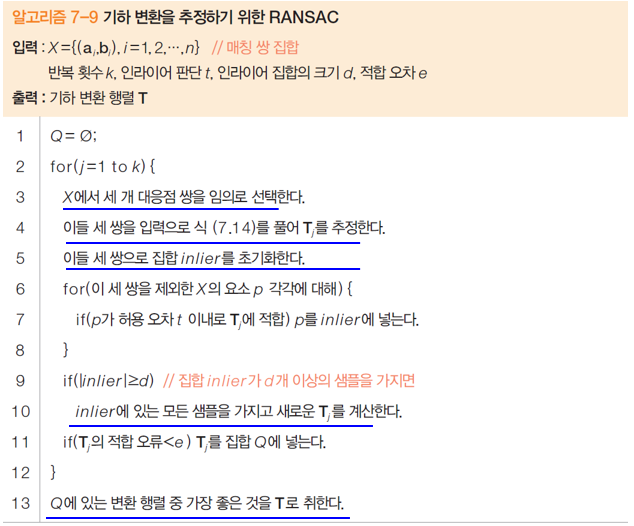 알고리즘 7-9 기하 변환을 추정하기 위한 RANSAC
입력 : X={(aᵢ,bᵢ), i=1,2,⋯,n} // 매칭 쌍 집합
반복 횟수 k, 인라이어 판단 t, 인라이어 집합의 크기 d, 적합 오차 e
출력 : 기하 변환 행렬 T
1 Q= ∅;
2 for(j=1 to k) {
3 X에서 세 개 대응점 쌍을 임의로 선택한다.
4 이들 세 쌍을 입력으로 식 (7.14)를 풀어 Tⱼ를 추정한다.
5 이들 세 쌍으로 집합 inlier를 초기화한다.
6 for(이 세 쌍을 제외한 X의 요소 p 각각에 대해) {
7 if(p가 허용 오차 t 이내로 Tⱼ에 적합) p를 inlier에 넣는다.
8 }
9 if(|inlier|≥d) // 집합 inlier가 d개 이상의 샘플을 가지면
10 inlier에 있는 모든 샘플을 가지고 새로운 Tⱼ를 계산한다.
11 if(Tⱼ의 적합 오류<e) Tⱼ를 집합 Q에 넣는다.
12 }
13 Q에 있는 변환 행렬 중 가장 좋은 것을 T로 취한다.